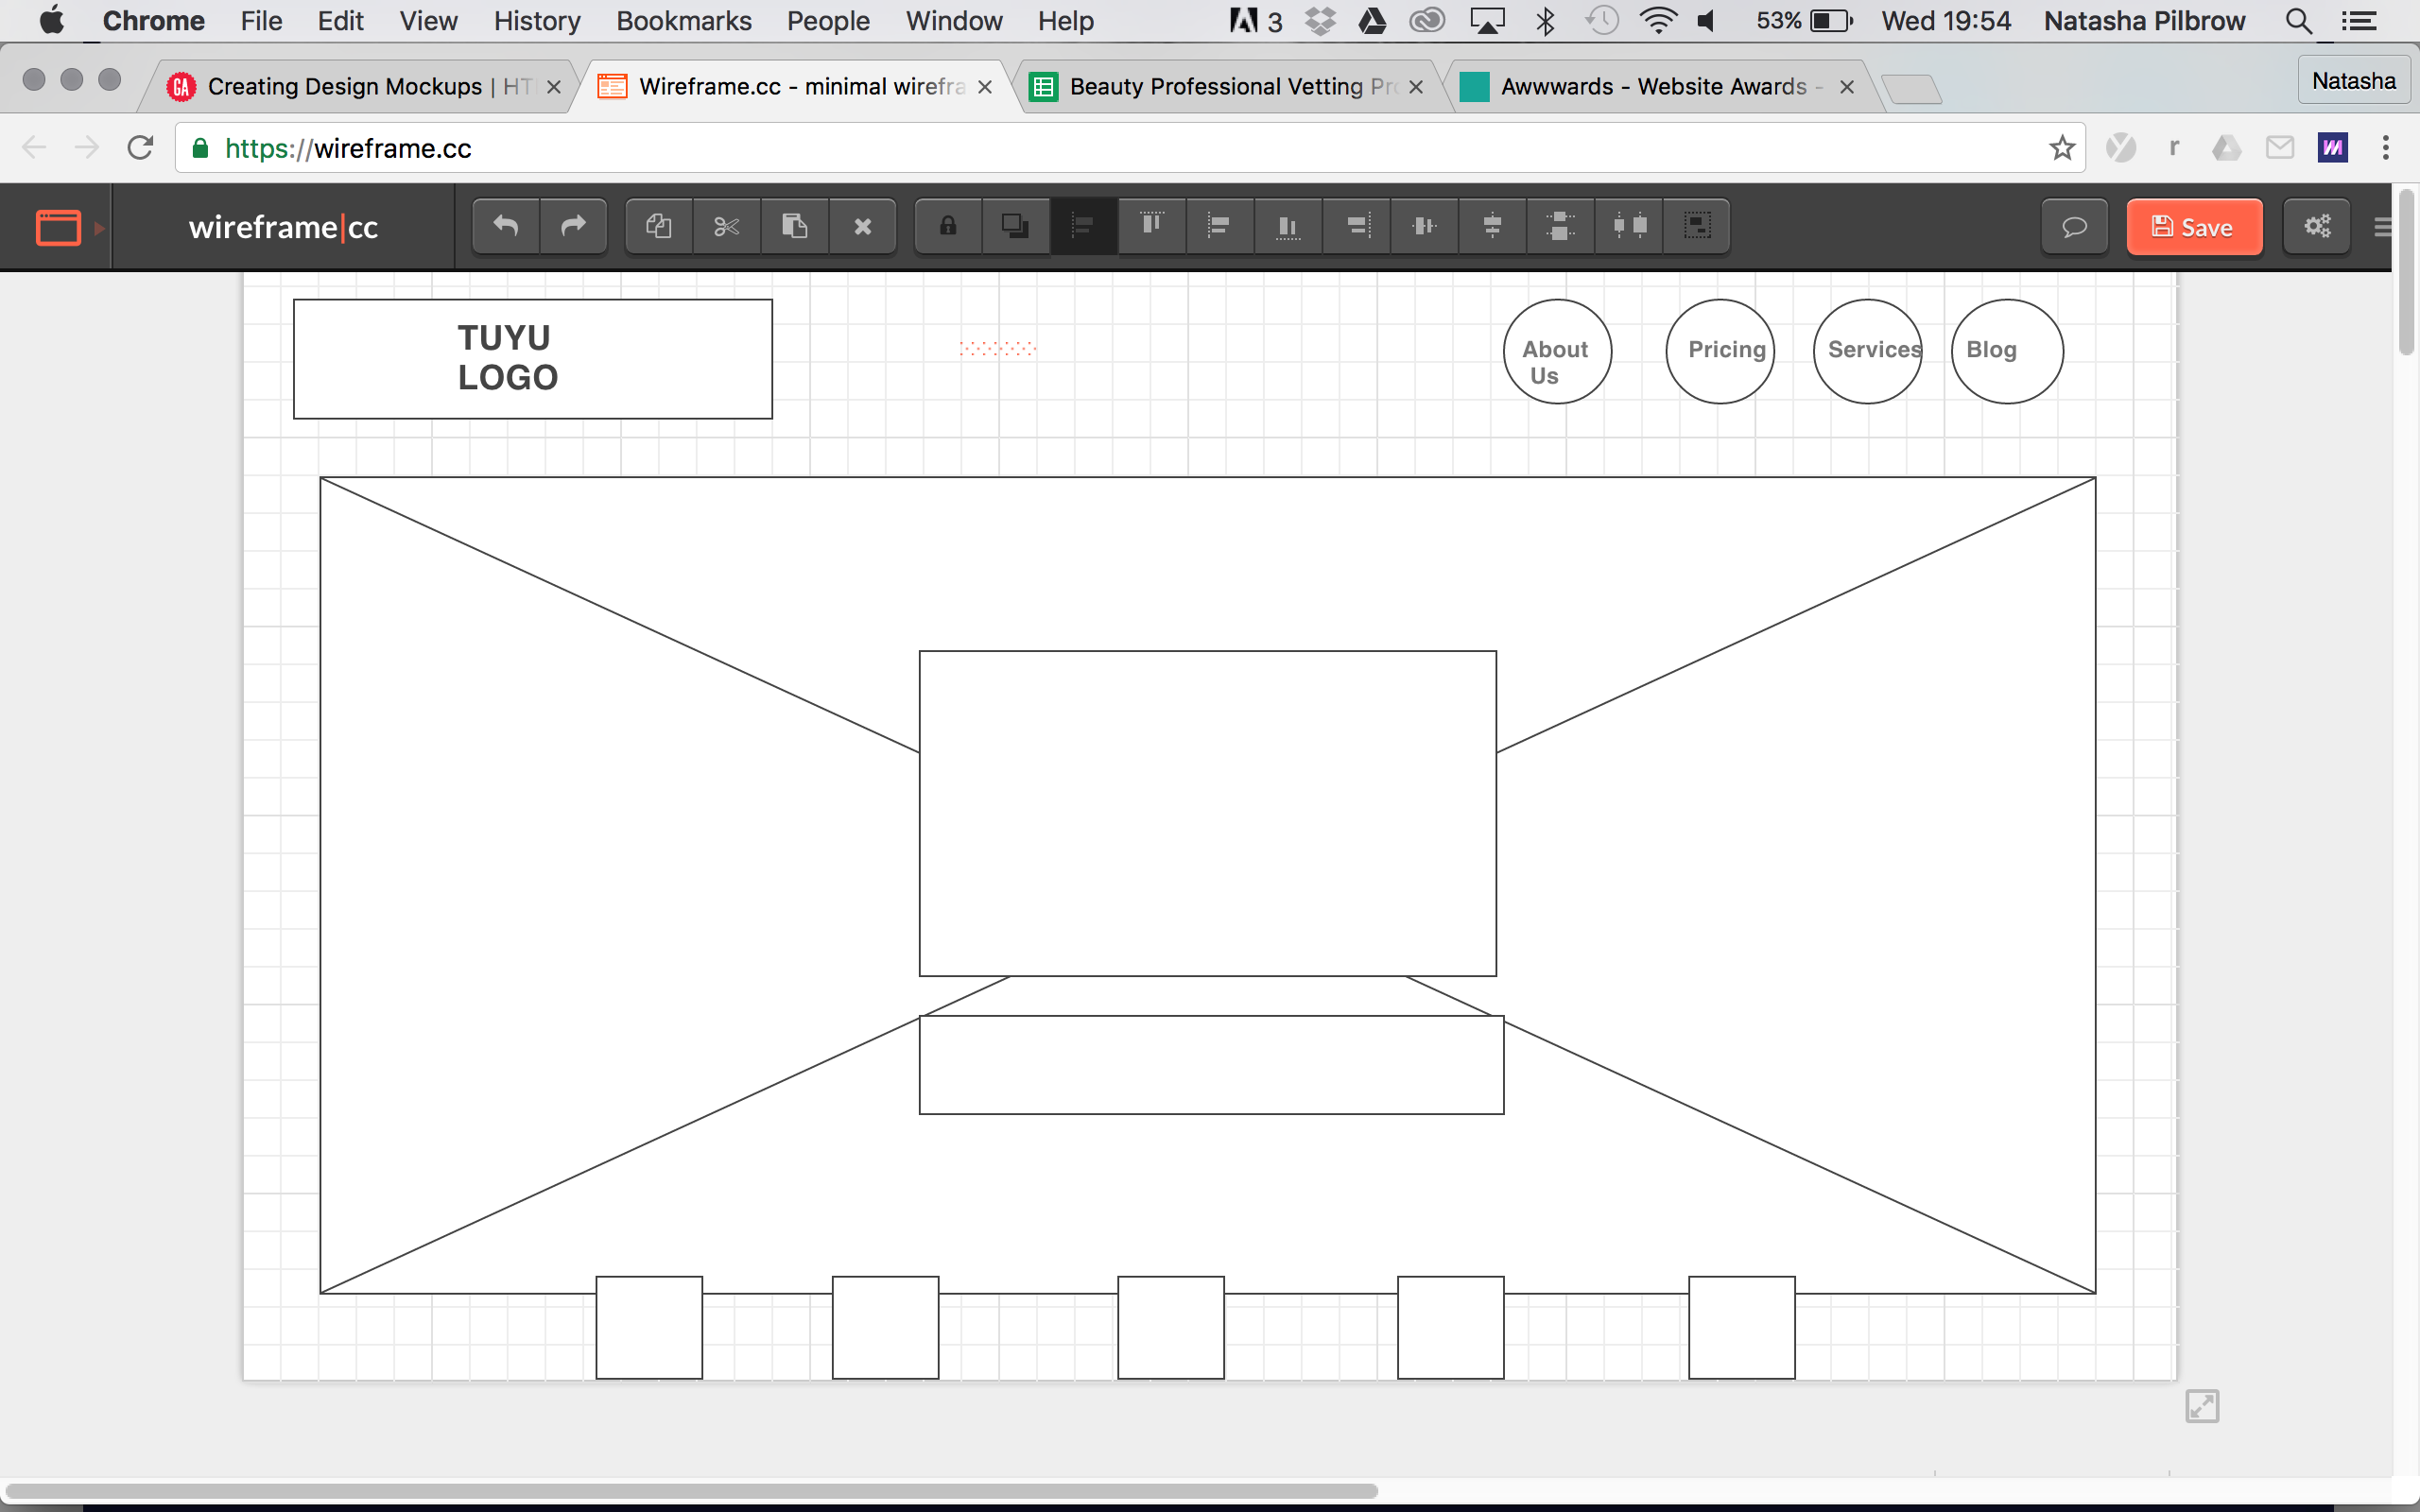 Chrome File Edit View History Bookmarks People Window Help 3 53% Wed 19:54 Natasha Pilbrow
Creating Design Mockups | HT Wireframe.cc - minimal wirefra Beauty Professional Vetting Pro Awwwards - Website Awards - Natasha
https://wireframe.cc
wireframe|cc Save
TUYU
LOGO
About
Us
Pricing
Services
Blog